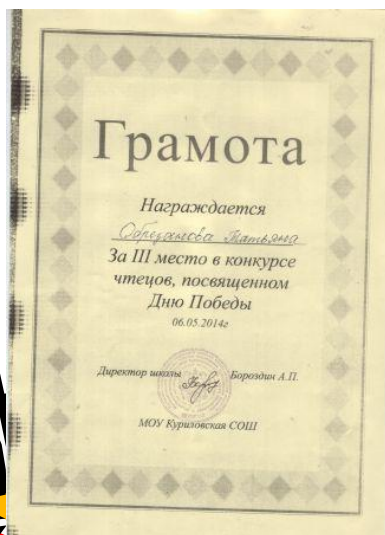 Грамота
Награждается
Татьяна
За III место в конкурсе
чтецов, посвященном
Дню Победы
06.05.2014г
Директор школы Бороздин А.П.
МОУ Куриловская СОШ